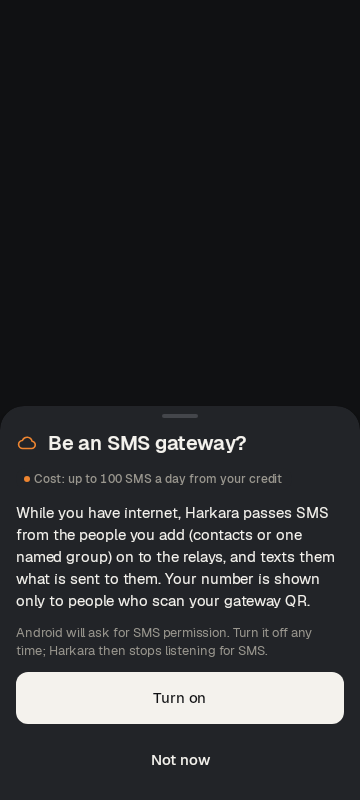 Be an SMS gateway?
Cost: up to 100 SMS a day from your credit
While you have internet, Harkara passes SMS
from the people you add (contacts or one
named group) on to the relays, and texts them
what is sent to them. Your number is shown
only to people who scan your gateway QR.
Android will ask for SMS permission. Turn it off any
time; Harkara then stops listening for SMS.
Turn on
Not now